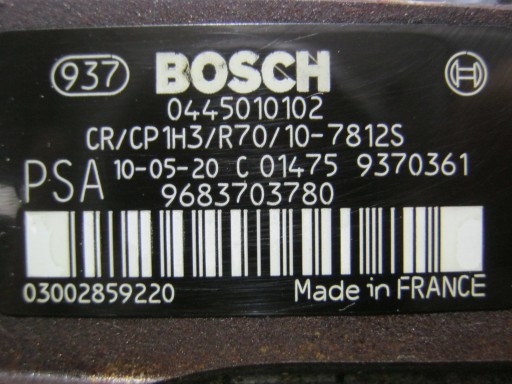 937 BOSCH
0445010102
CR/CP1H3/R70/10-7812S
PSA 10-05-20 C 01475 9370361
9683703780
03002859220 Made in FRANCE